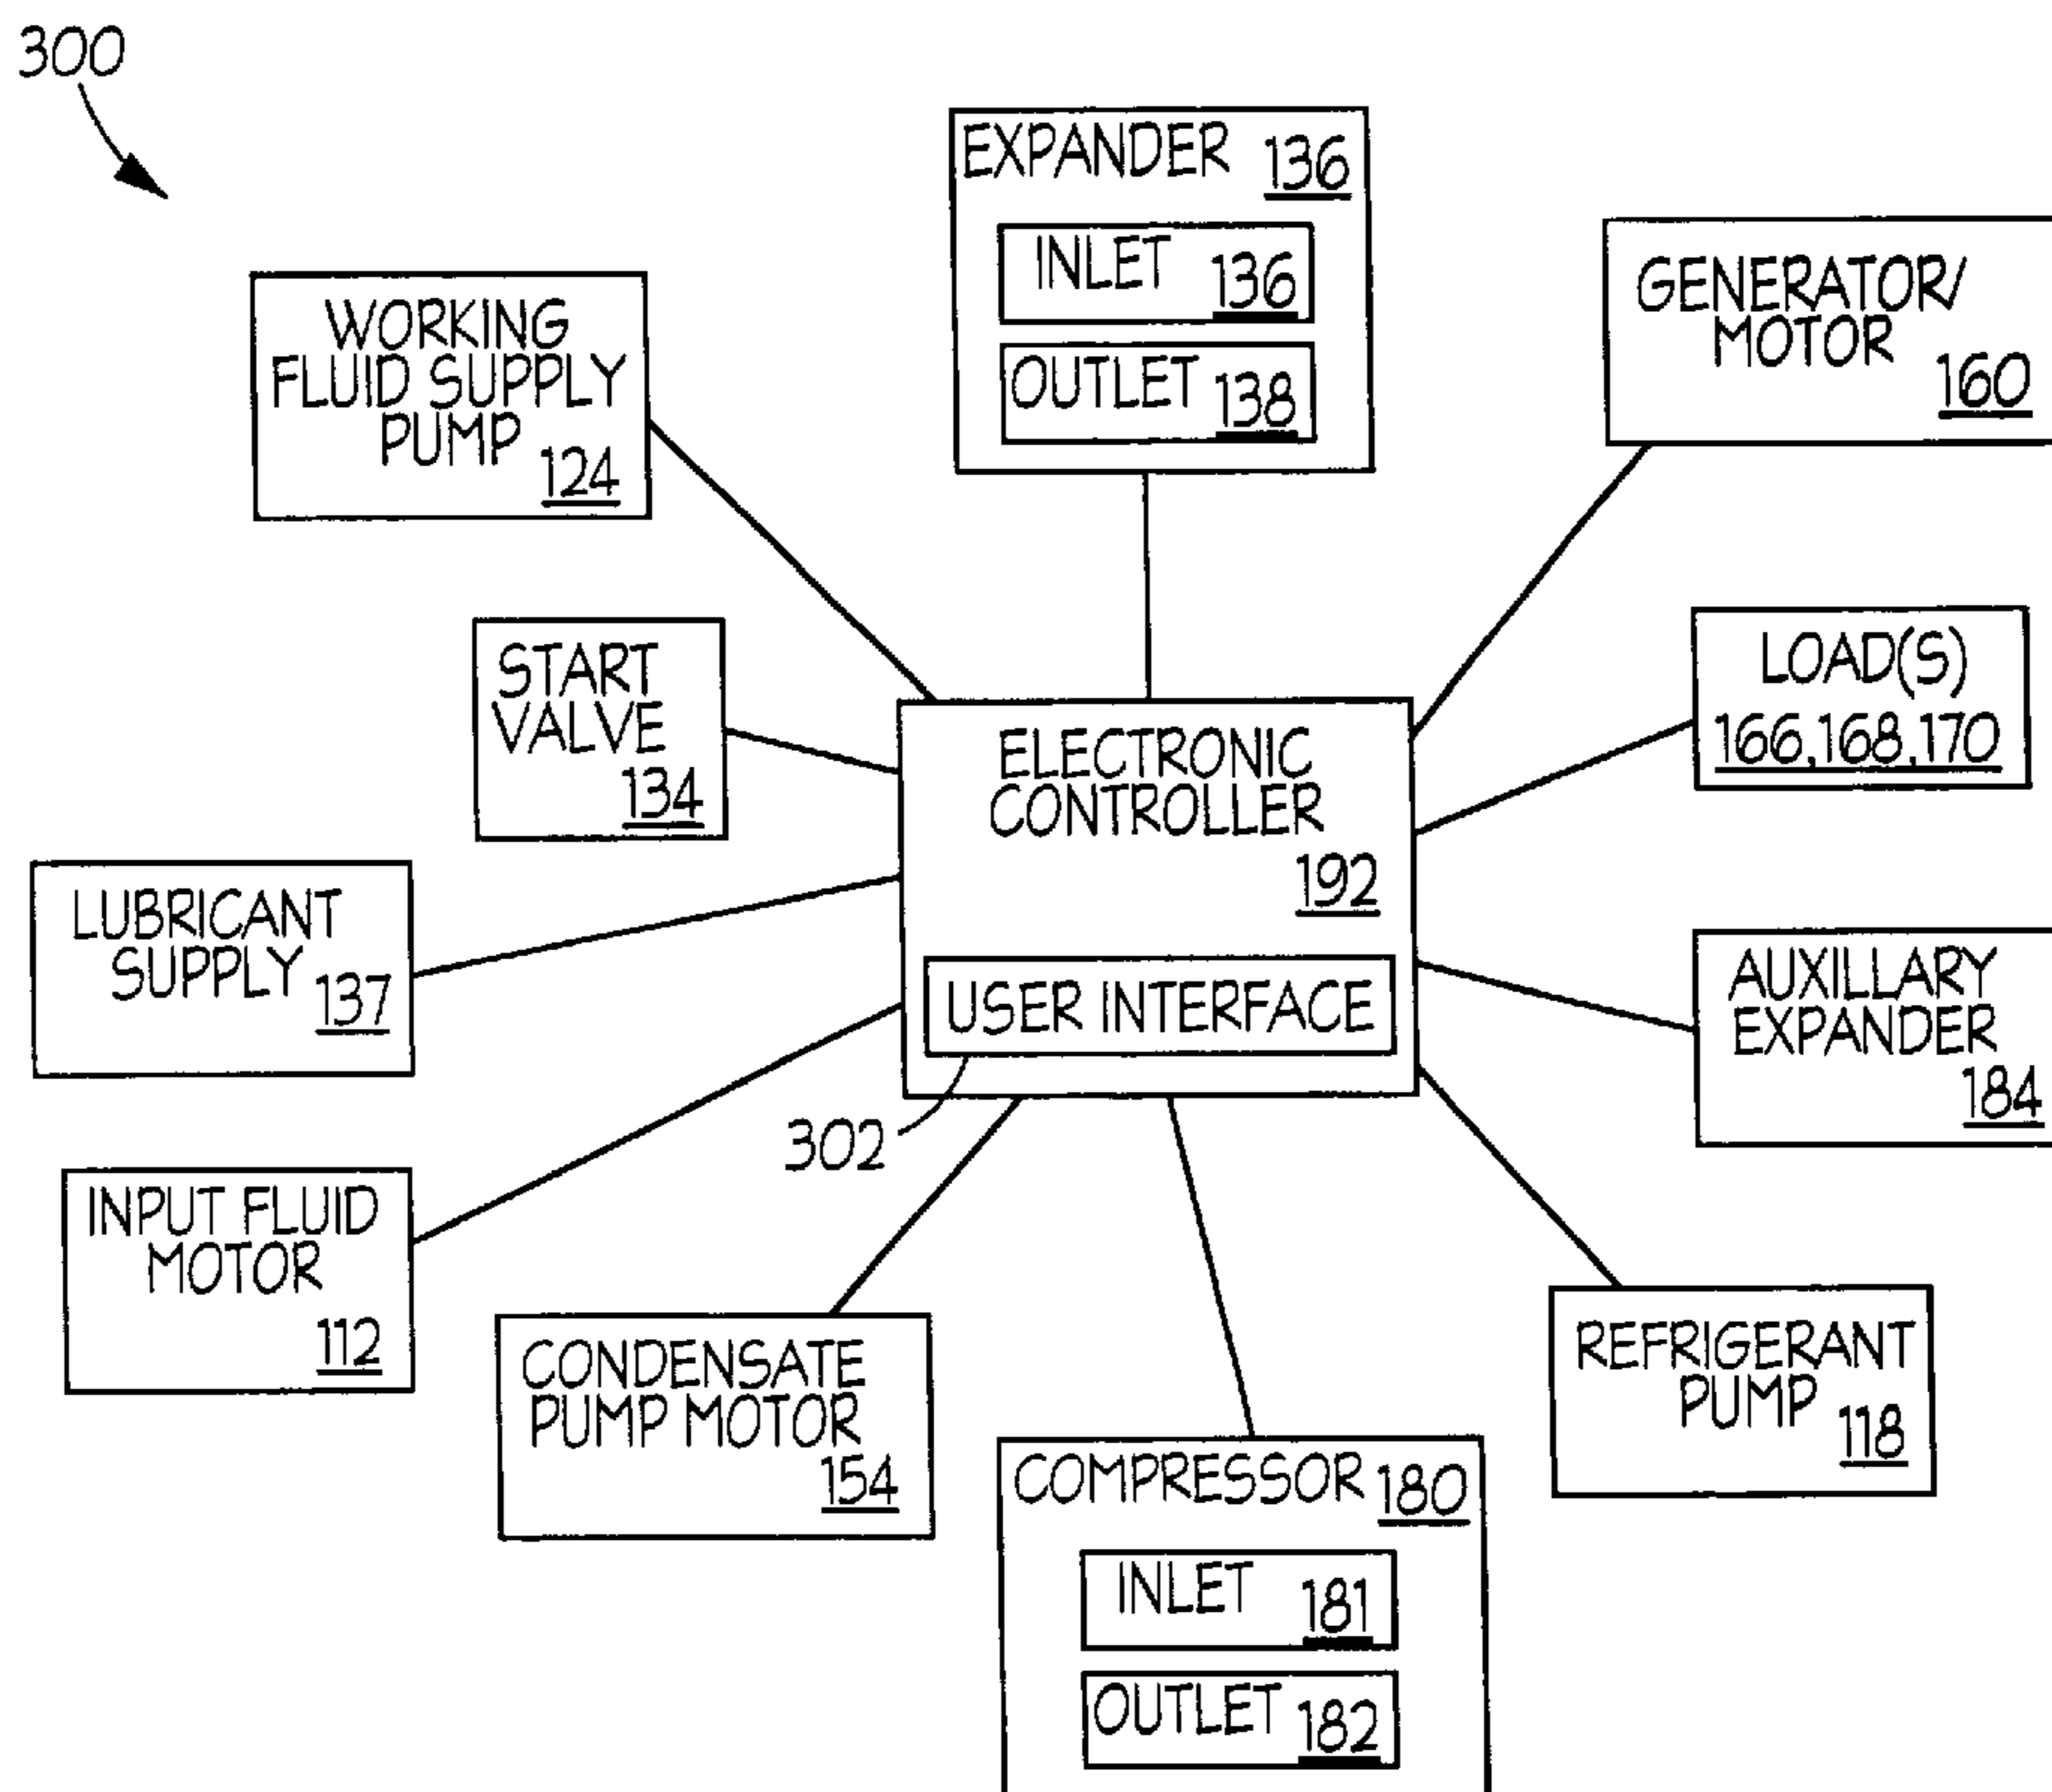 300
EXPANDER 136
INLET 136
OUTLET 138
GENERATOR/
MOTOR
160
WORKING
FLUID SUPPLY
PUMP
124
START
VALVE
134
LOAD(S)
166,168,170
ELECTRONIC
CONTROLLER
192
USER INTERFACE
302
LUBRICANT
SUPPLY 137
AUXILLARY
EXPANDER
184
INPUT FLUID
MOTOR
112
CONDENSATE
PUMP MOTOR
154
REFRIGERANT
PUMP 118
COMPRESSOR 180
INLET 181
OUTLET 182